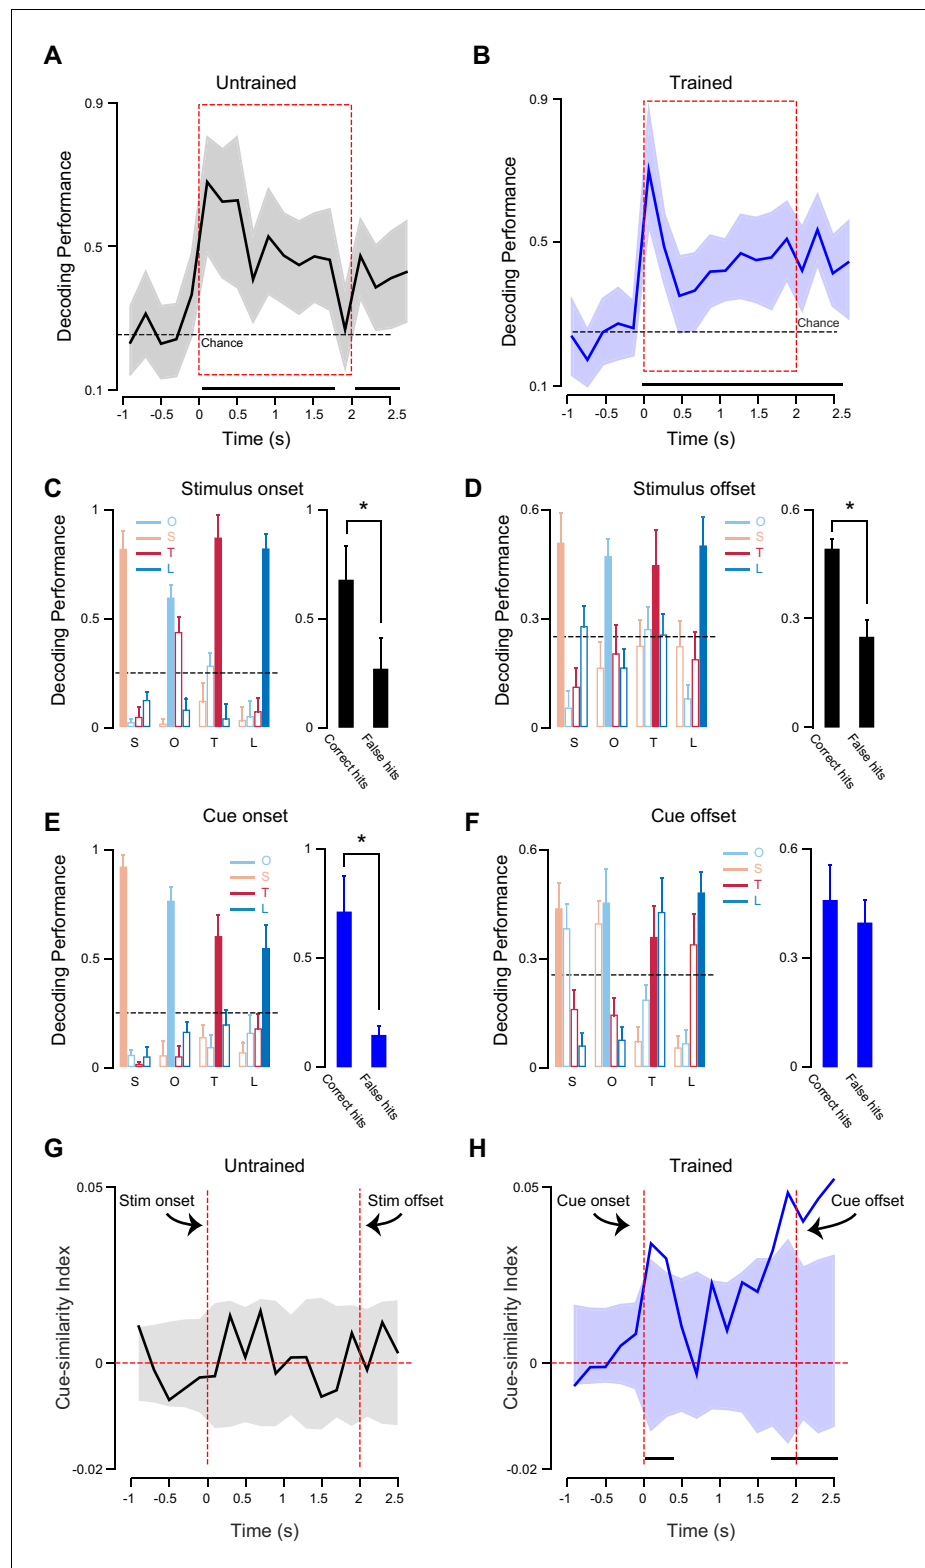 A
Untrained
0.9
0.5
0.1
Decoding Performance
Chance
-1 -0.5 0 0.5 1 1.5 2 2.5
Time (s)
B
Trained
0.9
0.5
0.1
Decoding Performance
Chance
-1 -0.5 0 0.5 1 1.5 2 2.5
Time (s)
C
Stimulus onset
1
0.5
0
Decoding Performance
O
S
T
L
S O T L
1
0.5
0
*
Correct hits
False hits
D
Stimulus offset
0.6
0.3
0
Decoding Performance
O
S
T
L
S O T L
0.6
0.3
0
*
Correct hits
False hits
E
Cue onset
1
0.5
0
Decoding Performance
O
S
T
L
S O T L
1
0.5
0
*
Correct hits
False hits
F
Cue offset
0.6
0.3
0
Decoding Performance
O
S
T
L
S O T L
0.6
0.3
0
Correct hits
False hits
G
Untrained
0.05
0
-0.02
Cue-similarity Index
Stim onset
Stim offset
-1 -0.5 0 0.5 1 1.5 2 2.5
Time (s)
H
Trained
0.05
0
-0.02
Cue-similarity Index
Cue onset
Cue offset
-1 -0.5 0 0.5 1 1.5 2 2.5
Time (s)